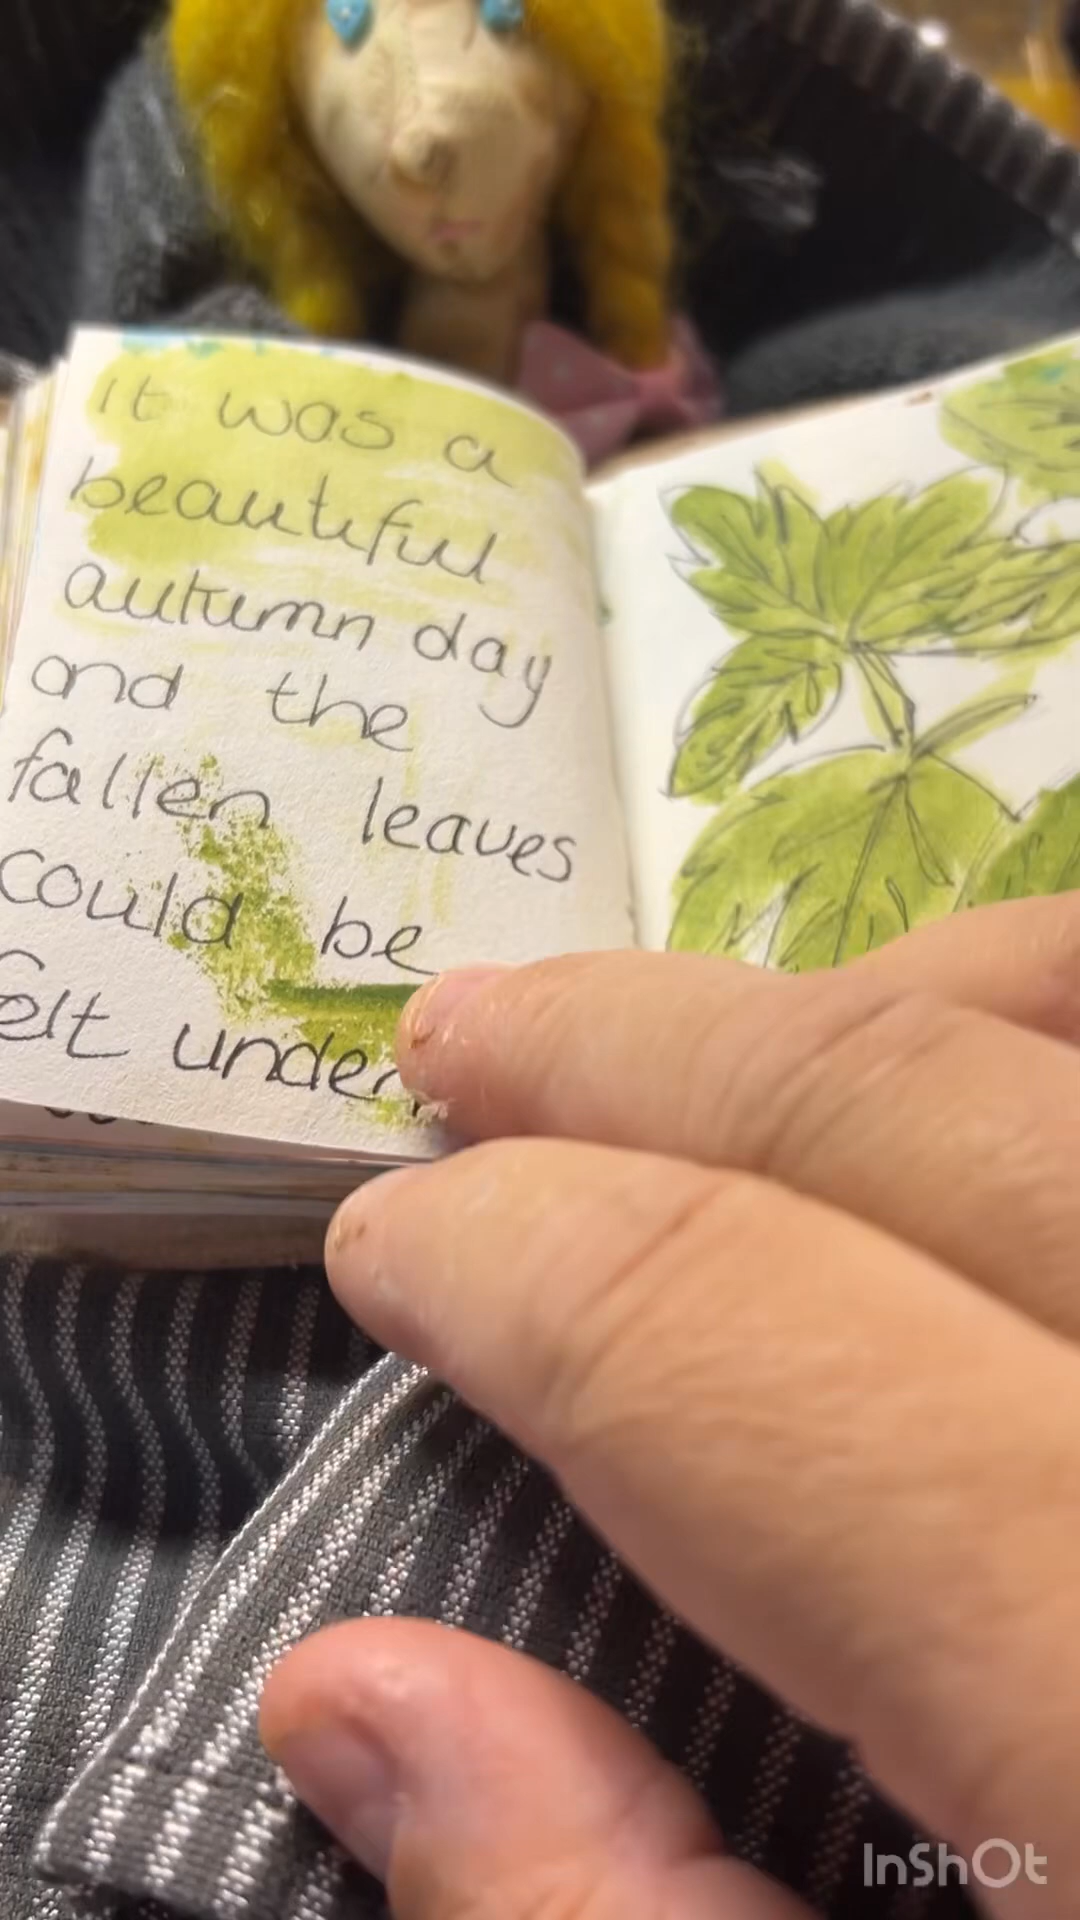 it was a
beautiful
autumn day
and the
fallen leaves
could be
felt under
InShOt